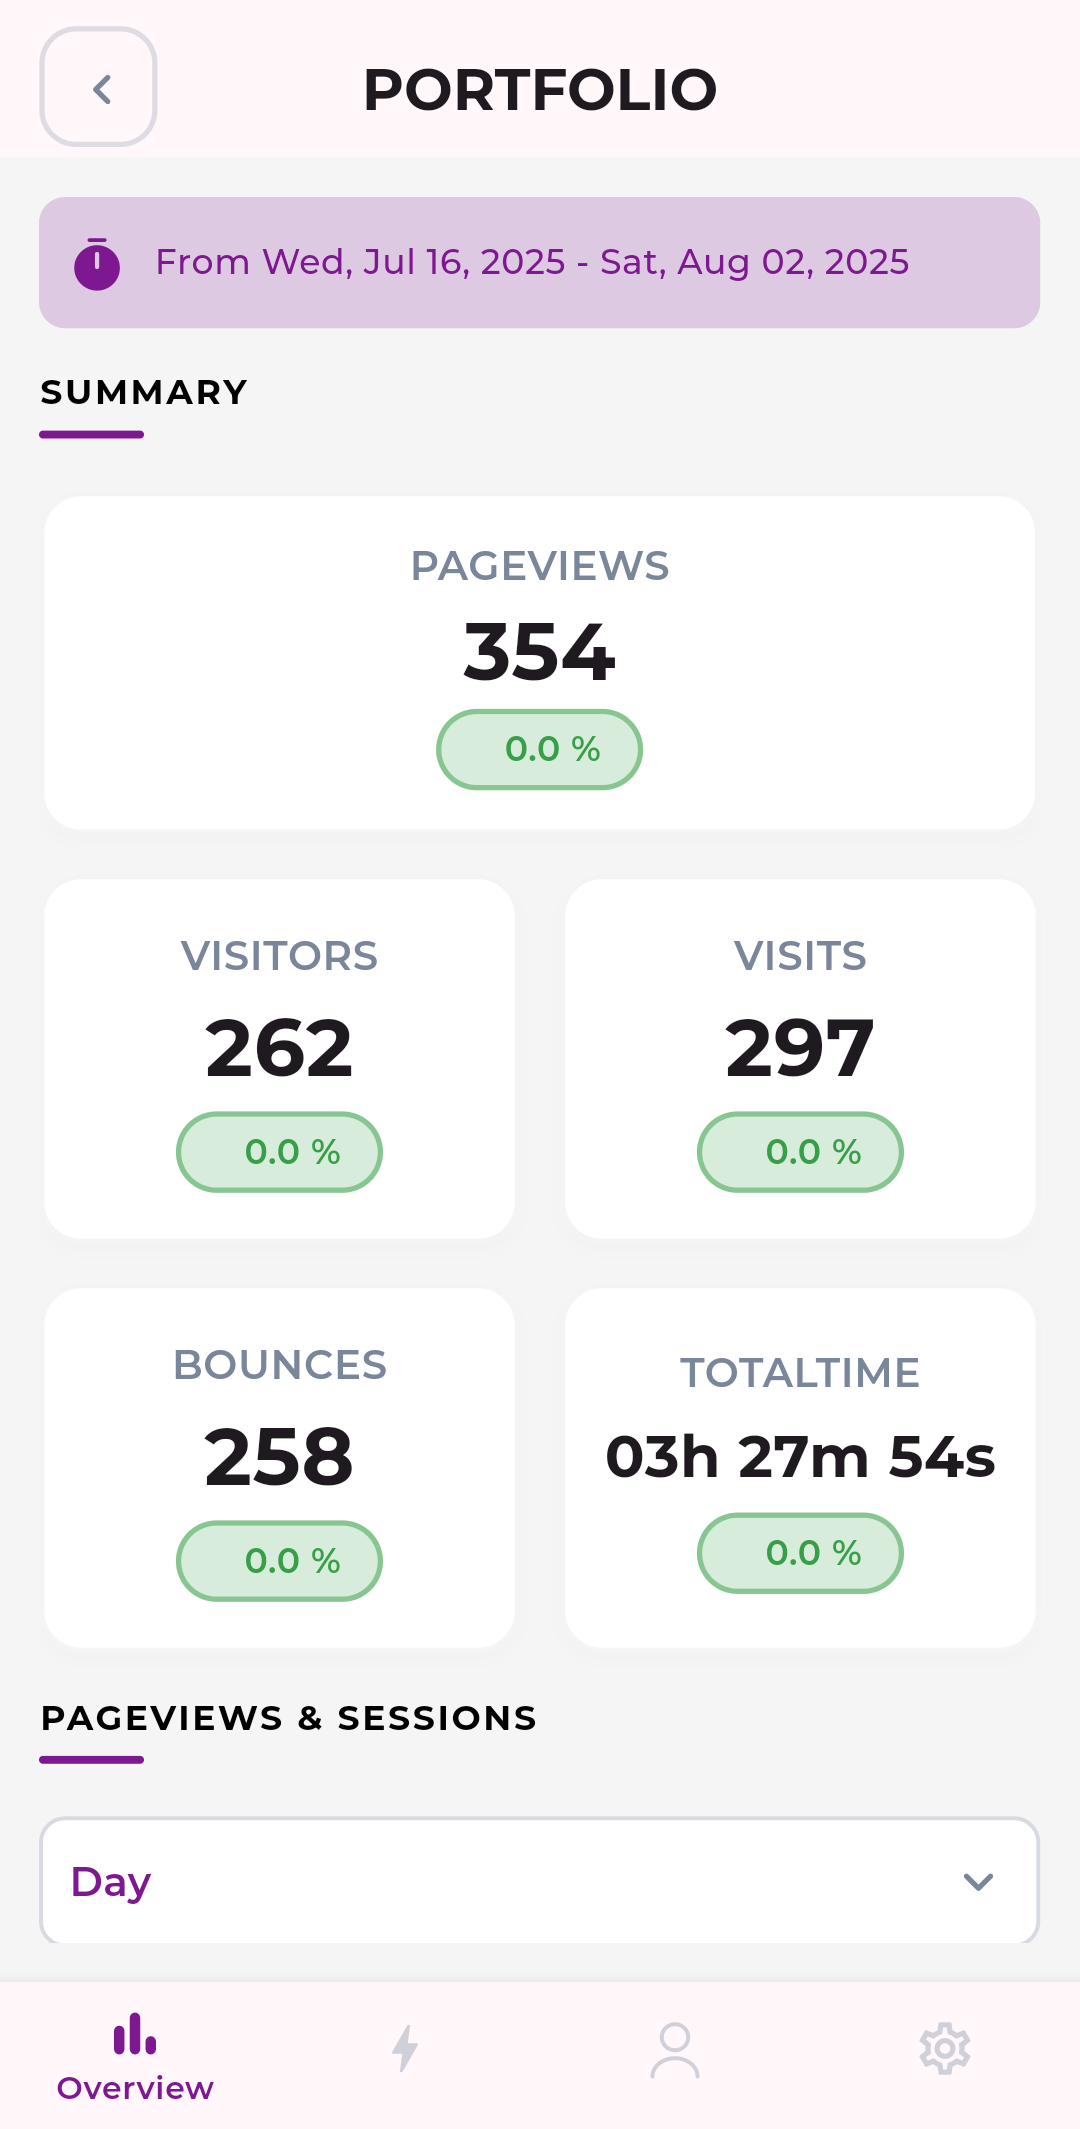 PORTFOLIO
From Wed, Jul 16, 2025 - Sat, Aug 02, 2025
SUMMARY
PAGEVIEWS
354
0.0 %
VISITORS
262
0.0 %
VISITS
297
0.0 %
BOUNCES
258
0.0 %
TOTALTIME
03h 27m 54s
0.0 %
PAGEVIEWS & SESSIONS
Day
Overview